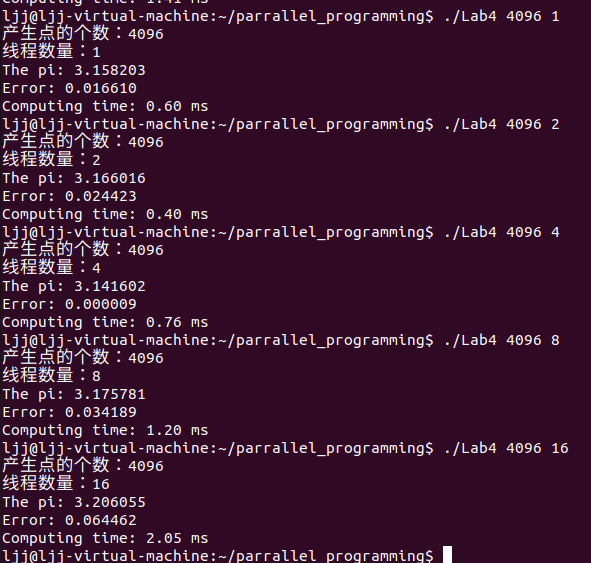 Computing time: 1.41 ms
ljj@ljj-virtual-machine:~/parrallel_programming$ ./Lab4 4096 1
产生点的个数：4096
线程数量：1
The pi: 3.158203
Error: 0.016610
Computing time: 0.60 ms
ljj@ljj-virtual-machine:~/parrallel_programming$ ./Lab4 4096 2
产生点的个数：4096
线程数量：2
The pi: 3.166016
Error: 0.024423
Computing time: 0.40 ms
ljj@ljj-virtual-machine:~/parrallel_programming$ ./Lab4 4096 4
产生点的个数：4096
线程数量：4
The pi: 3.141602
Error: 0.000009
Computing time: 0.76 ms
ljj@ljj-virtual-machine:~/parrallel_programming$ ./Lab4 4096 8
产生点的个数：4096
线程数量：8
The pi: 3.175781
Error: 0.034189
Computing time: 1.20 ms
ljj@ljj-virtual-machine:~/parrallel_programming$ ./Lab4 4096 16
产生点的个数：4096
线程数量：16
The pi: 3.206055
Error: 0.064462
Computing time: 2.05 ms
ljj@ljj-virtual-machine:~/parrallel_programming$